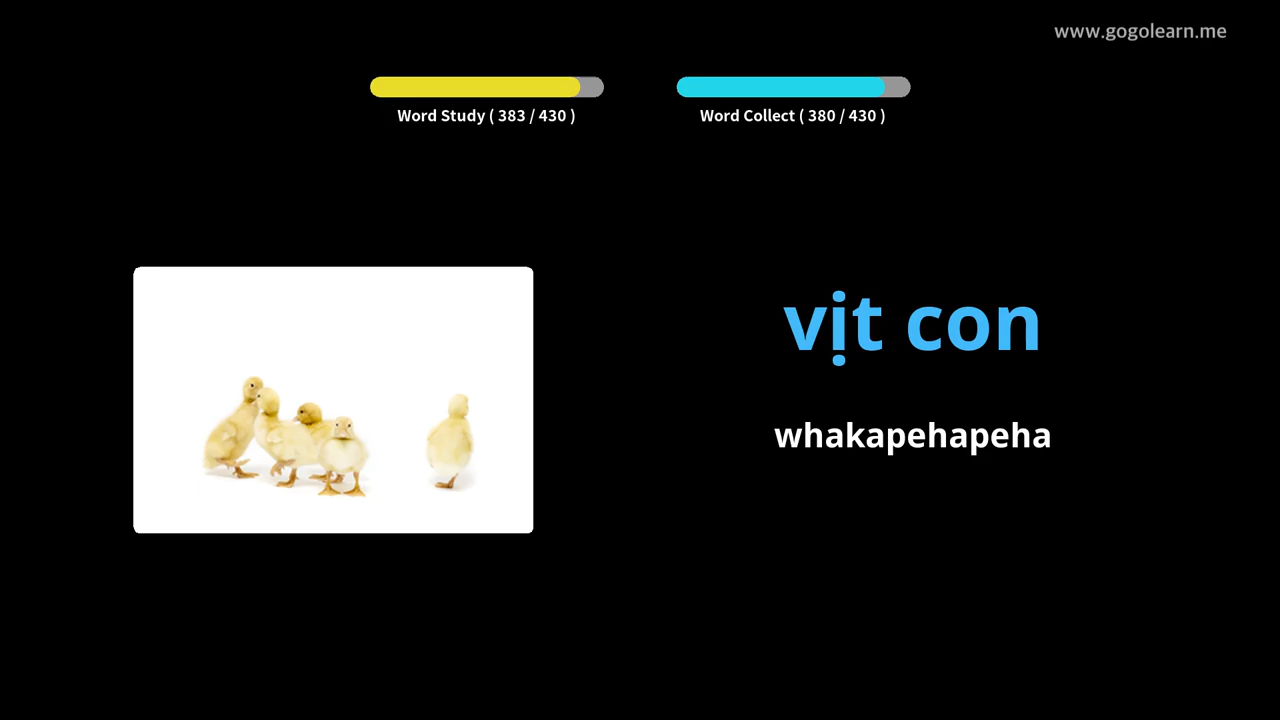 www.gogolearn.me
Word Study ( 383 / 430 )
Word Collect ( 380 / 430 )
vịt con
whakapehapeha